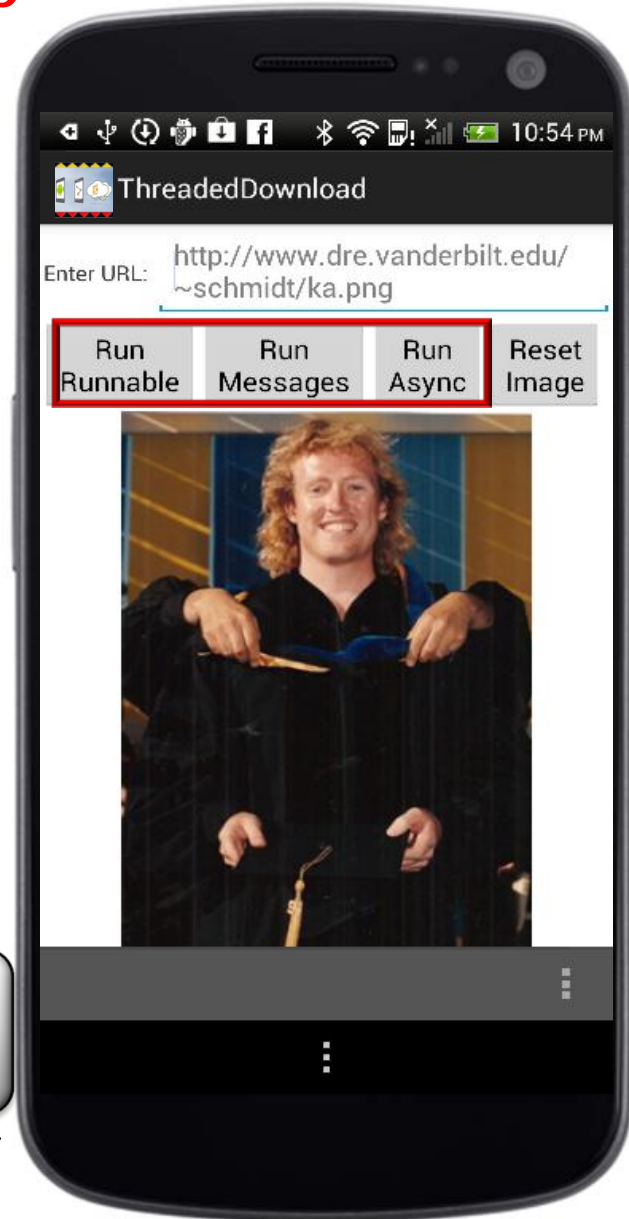 10:54 PM
ThreadedDownload
Enter URL:
http://www.dre.vanderbilt.edu/
~schmidt/ka.png
Run
Runnable
Run
Messages
Run
Async
Reset
Image